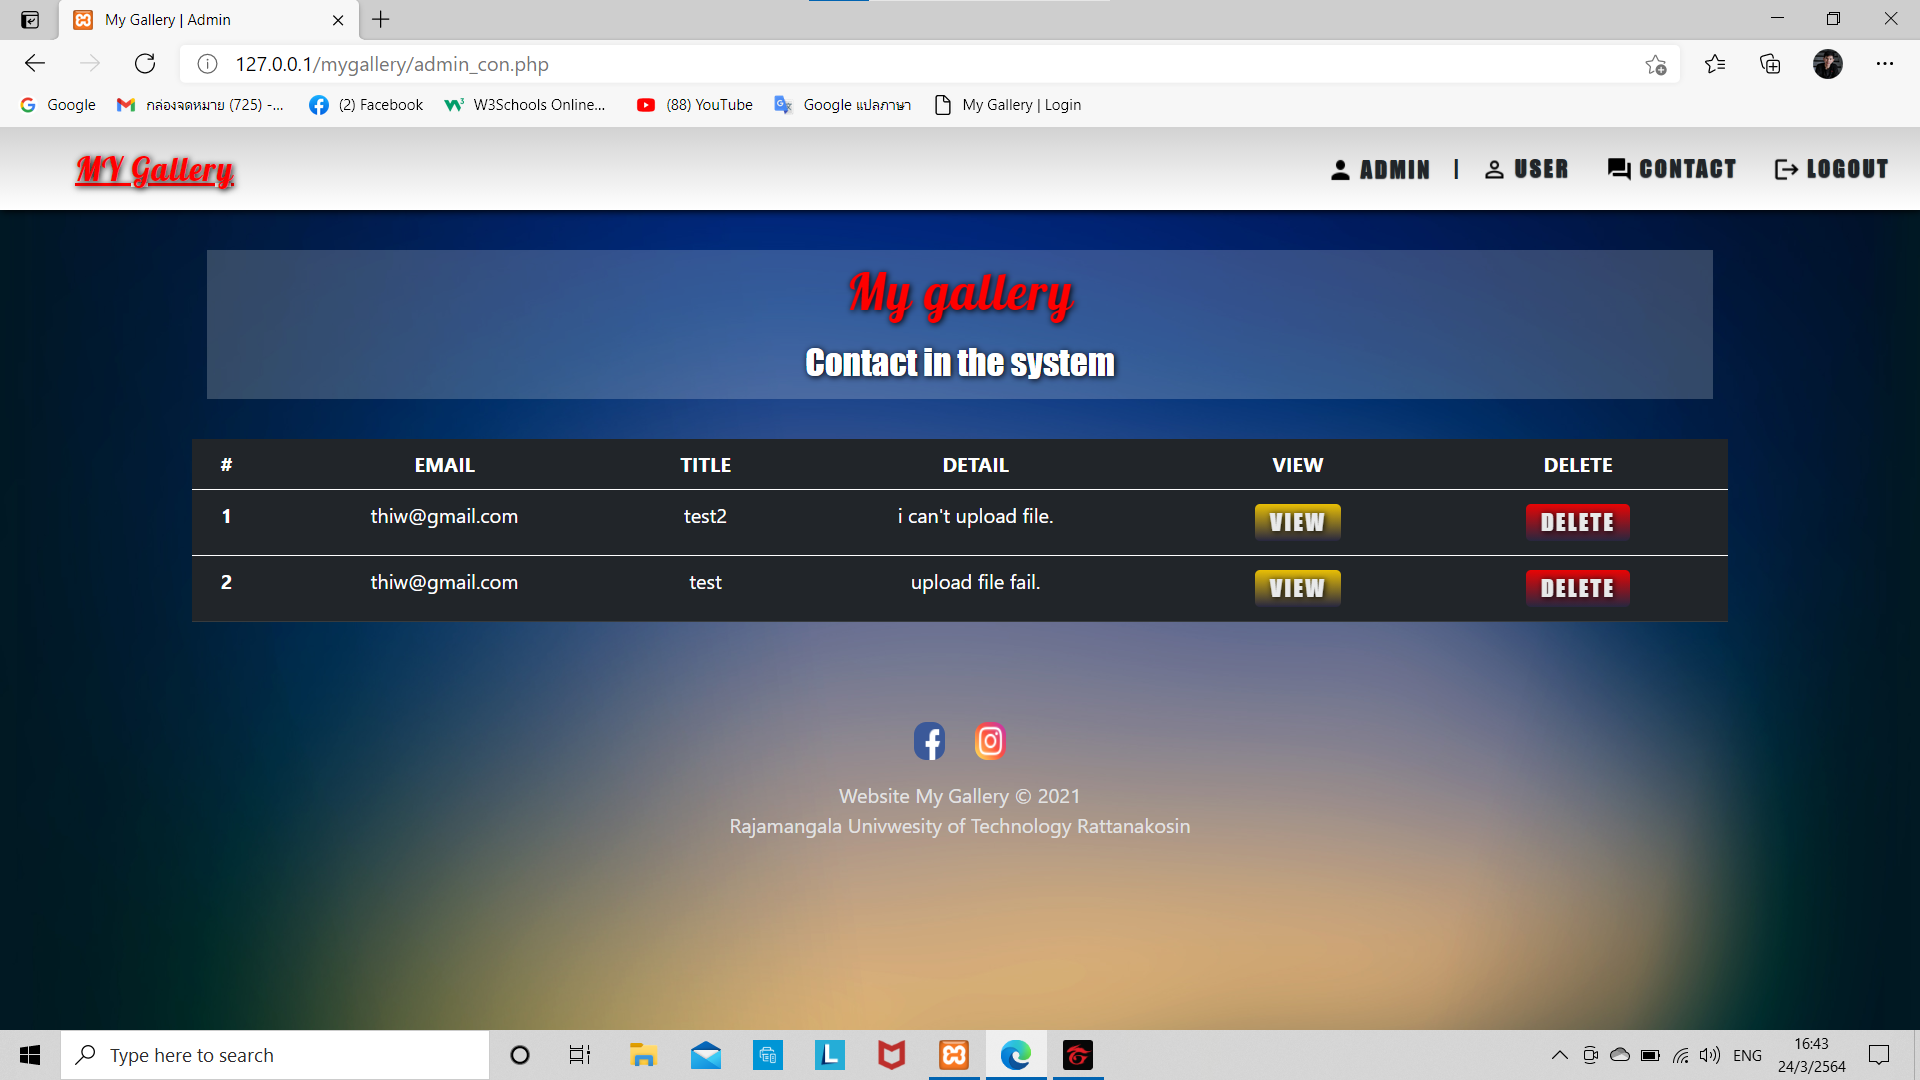 My Gallery | Admin
127.0.0.1/mygallery/admin_con.php
Google
กล่องจดหมาย (725) -...
(2) Facebook
W3Schools Online...
(88) YouTube
Google แปลภาษา
My Gallery | Login
MY Gallery
ADMIN | USER CONTACT LOGOUT
My gallery
Contact in the system
# EMAIL TITLE DETAIL VIEW DELETE
1 thiw@gmail.com test2 i can't upload file. VIEW DELETE
2 thiw@gmail.com test upload file fail. VIEW DELETE
Website My Gallery © 2021
Rajamangala Univwesity of Technology Rattanakosin
Type here to search
ENG
16:43
24/3/2564